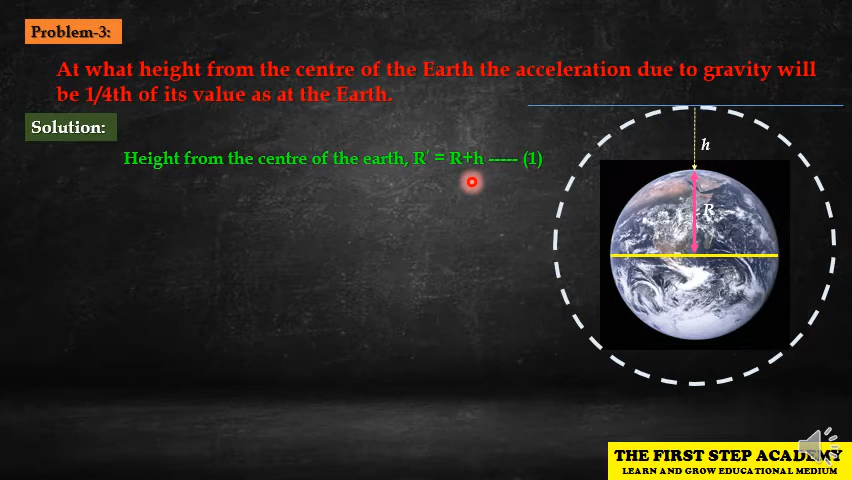 Problem-3:
At what height from the centre of the Earth the acceleration due to gravity will
be 1/4th of its value as at the Earth.
Solution:
Height from the centre of the earth, R′ = R+h ----- (1)
h
R
THE FIRST STEP ACADEMY
LEARN AND GROW EDUCATIONAL MEDIUM